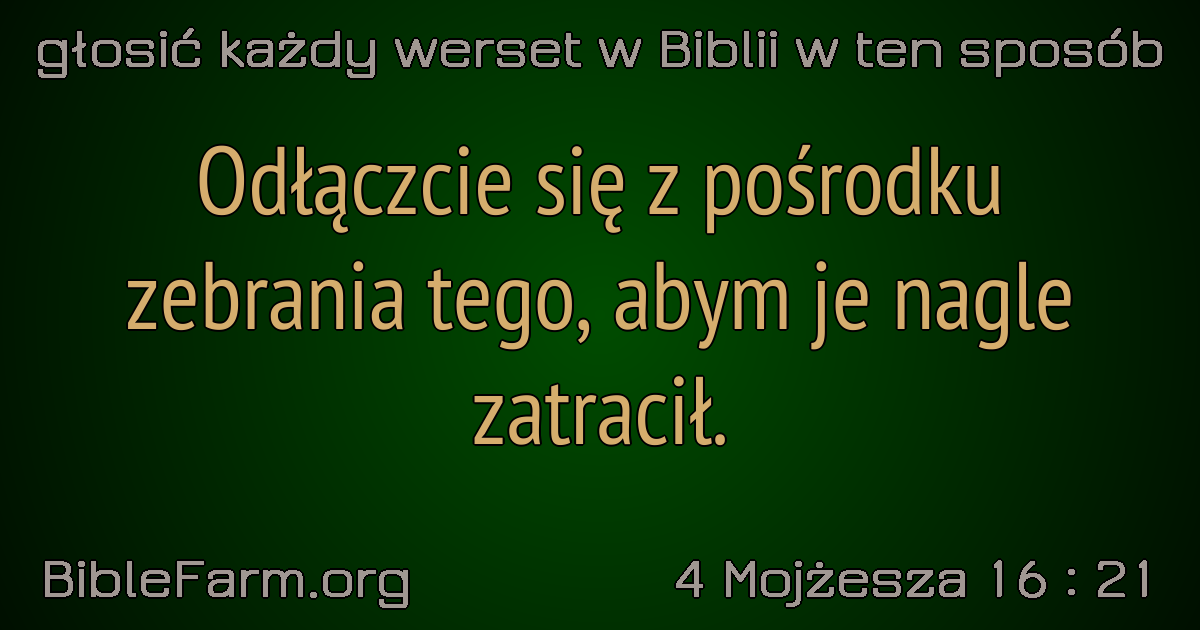 głosić każdy werset w Biblii w ten sposób
Odłączcie się z pośrodku
zebrania tego, abym je nagle
zatracił.
BibleFarm.org
4 Mojżesza 16 : 21